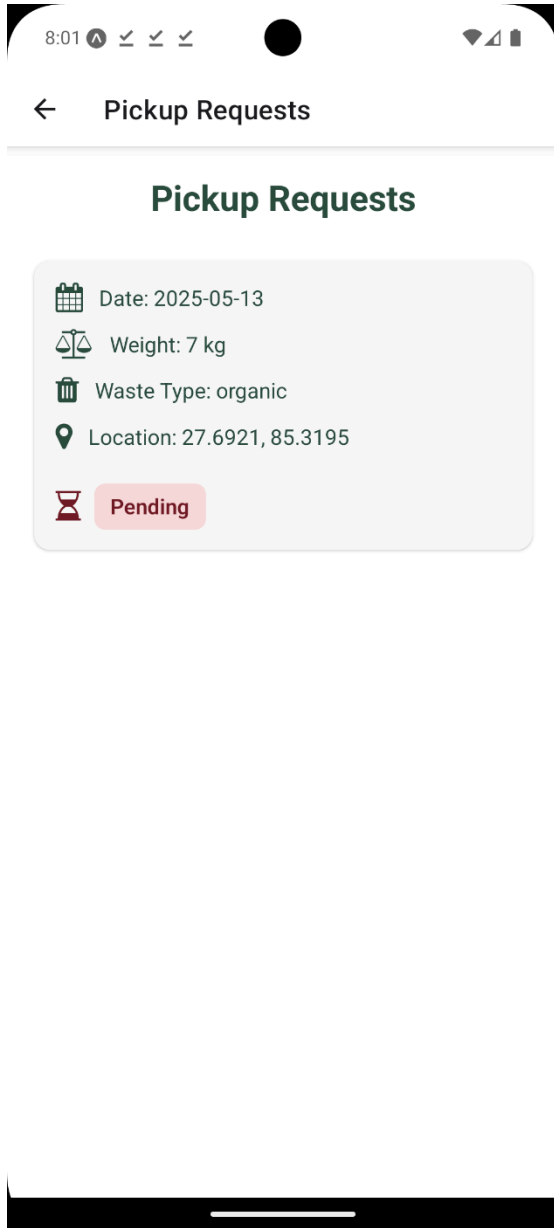 8:01
Pickup Requests
Pickup Requests
Date: 2025-05-13
Weight: 7 kg
Waste Type: organic
Location: 27.6921, 85.3195
Pending